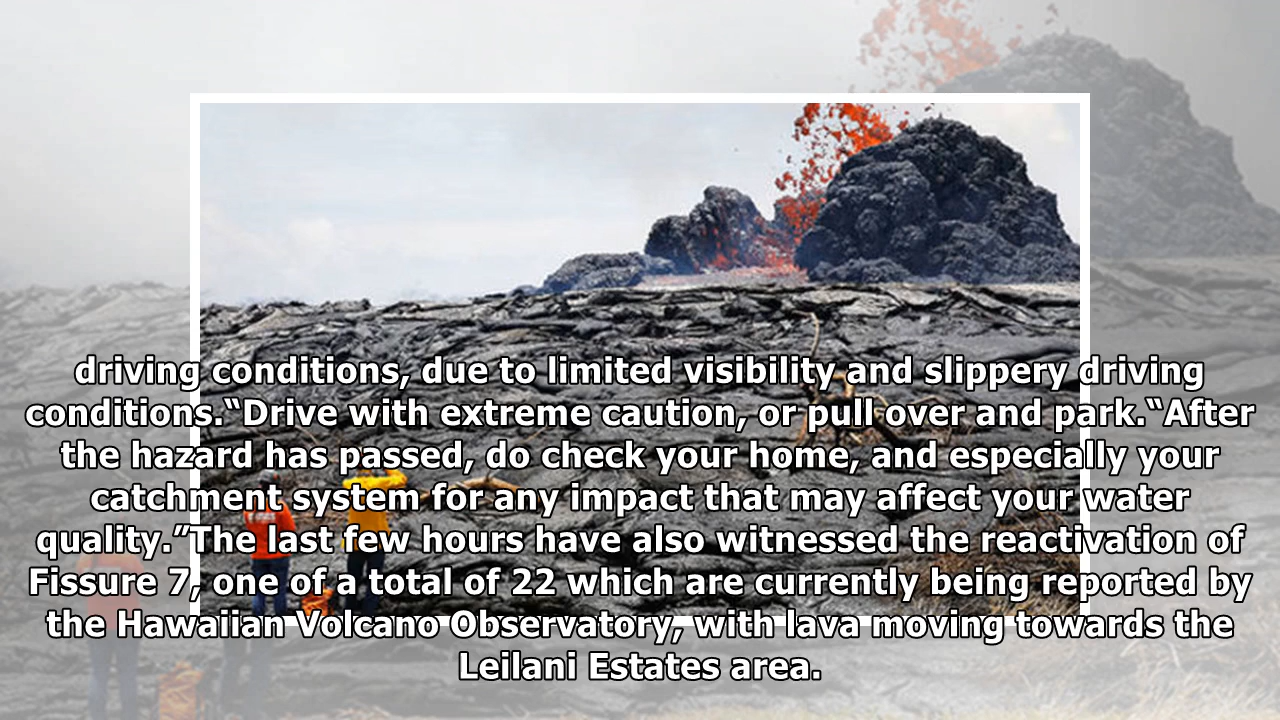 driving conditions, due to limited visibility and slippery driving
conditions.“Drive with extreme caution, or pull over and park.“After
the hazard has passed, do check your home, and especially your
catchment system for any impact that may affect your water
quality.”The last few hours have also witnessed the reactivation of
Fissure 7, one of a total of 22 which are currently being reported by
the Hawaiian Volcano Observatory, with lava moving towards the
Leilani Estates area.